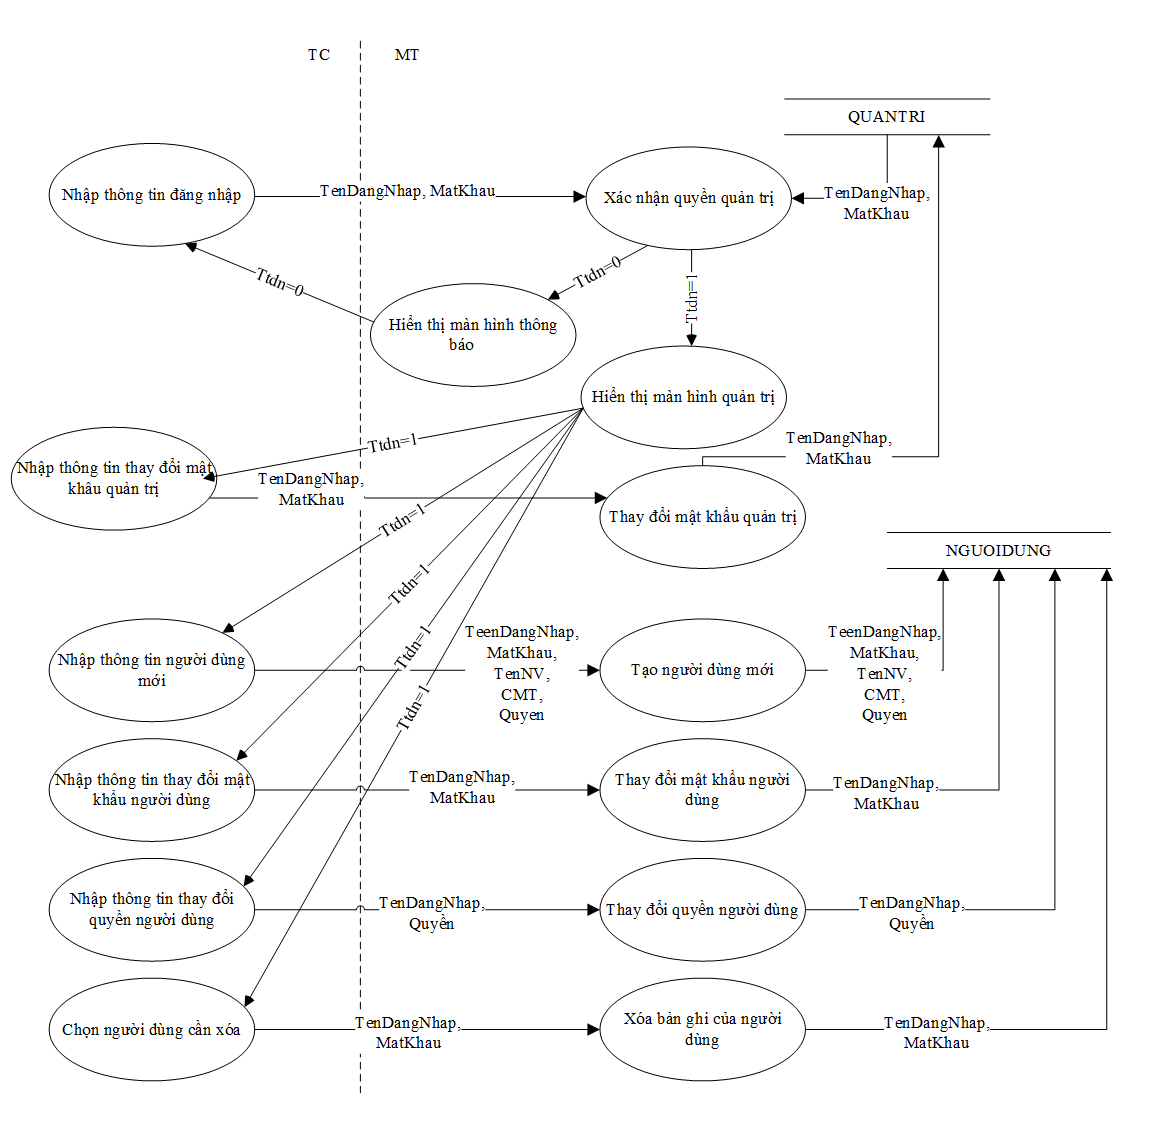 TC
MT
QUANTRI
Nhập thông tin đăng nhập
TenDangNhap, MatKhau
Xác nhận quyền quản trị
TenDangNhap,
MatKhau
Ttdn=0
Ttdn=0
Ttdn=1
Hiển thị màn hình thông
báo
Hiển thị màn hình quản trị
Ttdn=1
TenDangNhap,
MatKhau
Nhập thông tin thay đổi mật
khâu quản trị
TenDangNhap,
MatKhau
Thay đổi mật khẩu quản trị
Ttdn=1
NGUOIDUNG
Ttdn=1
Ttdn=1
Ttdn=1
Nhập thông tin người dùng
mới
TeenDangNhap,
MatKhau,
TenNV,
CMT,
Quyen
Tạo người dùng mới
TeenDangNhap,
MatKhau,
TenNV,
CMT,
Quyen
Nhập thông tin thay đổi mật
khẩu người dùng
TenDangNhap,
MatKhau
Thay đổi mật khẩu người
dùng
TenDangNhap,
MatKhau
Nhập thông tin thay đổi
quyền người dùng
TenDangNhap,
Quyền
Thay đổi quyền người dùng
TenDangNhap,
Quyền
Chọn người dùng cần xóa
TenDangNhap,
MatKhau
Xóa bản ghi của người
dùng
TenDangNhap,
MatKhau